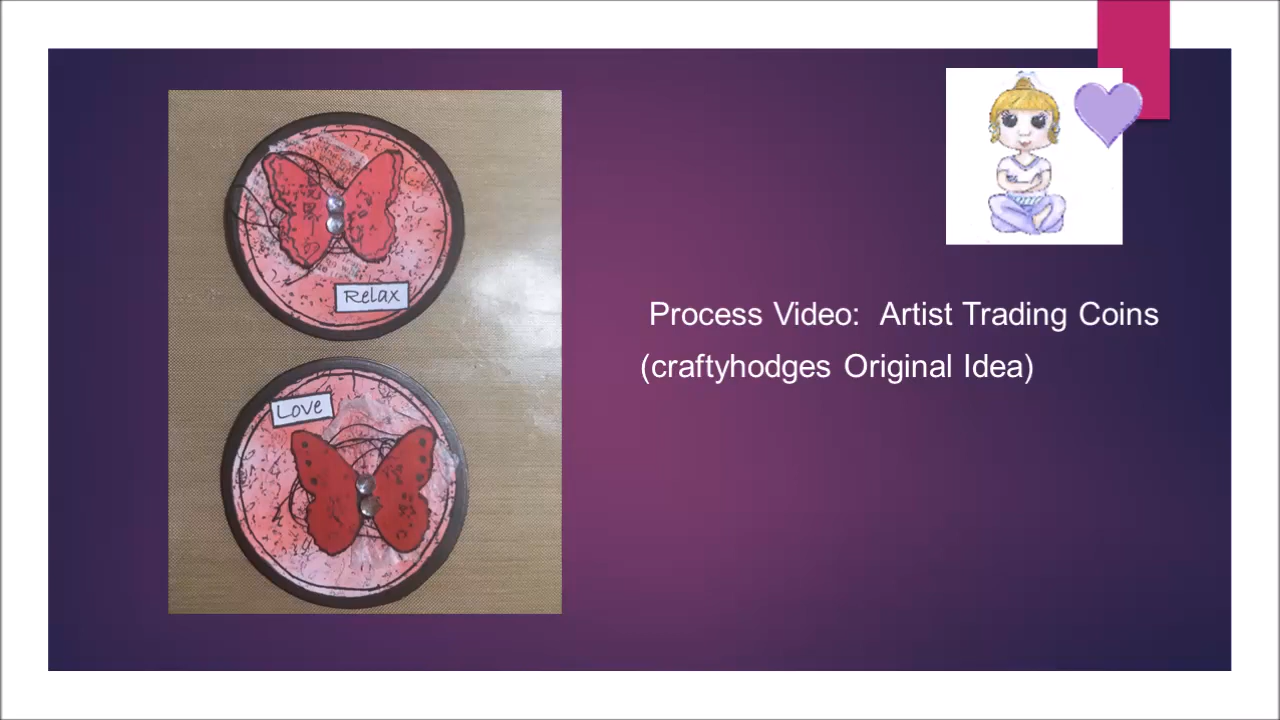 Relax
Love
Process Video:  Artist Trading Coins
(craftyhodges Original Idea)